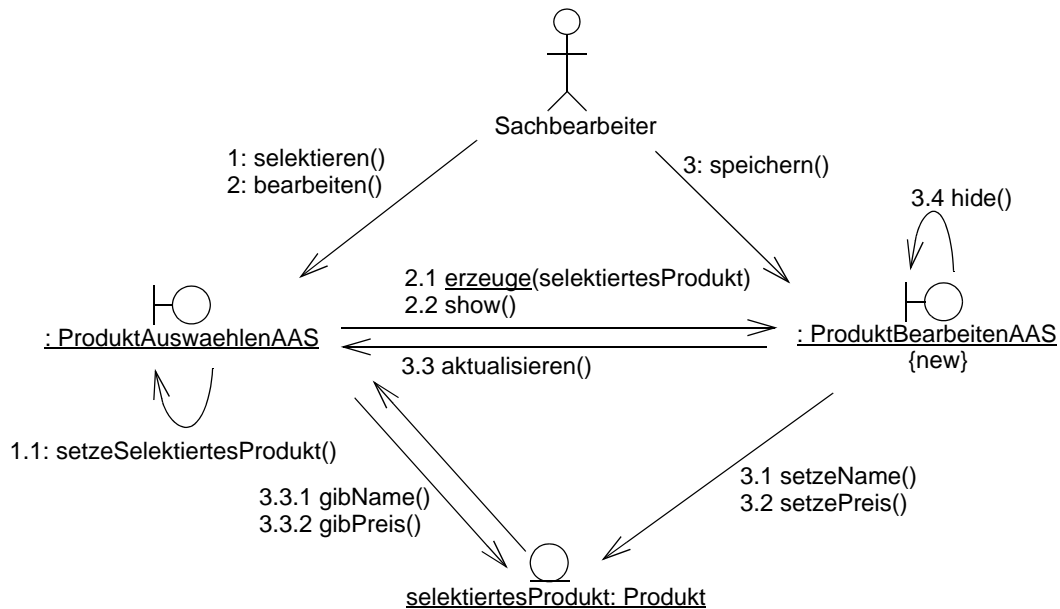 Sachbearbeiter
1: selektieren()
2: bearbeiten()
3: speichern()
3.4 hide()
2.1 erzeuge(selektiertesProdukt)
2.2 show()
: ProduktAuswaehlenAAS
: ProduktBearbeitenAAS
{new}
3.3 aktualisieren()
1.1: setzeSelektiertesProdukt()
3.3.1 gibName()
3.3.2 gibPreis()
3.1 setzeName()
3.2 setzePreis()
selektiertesProdukt: Produkt